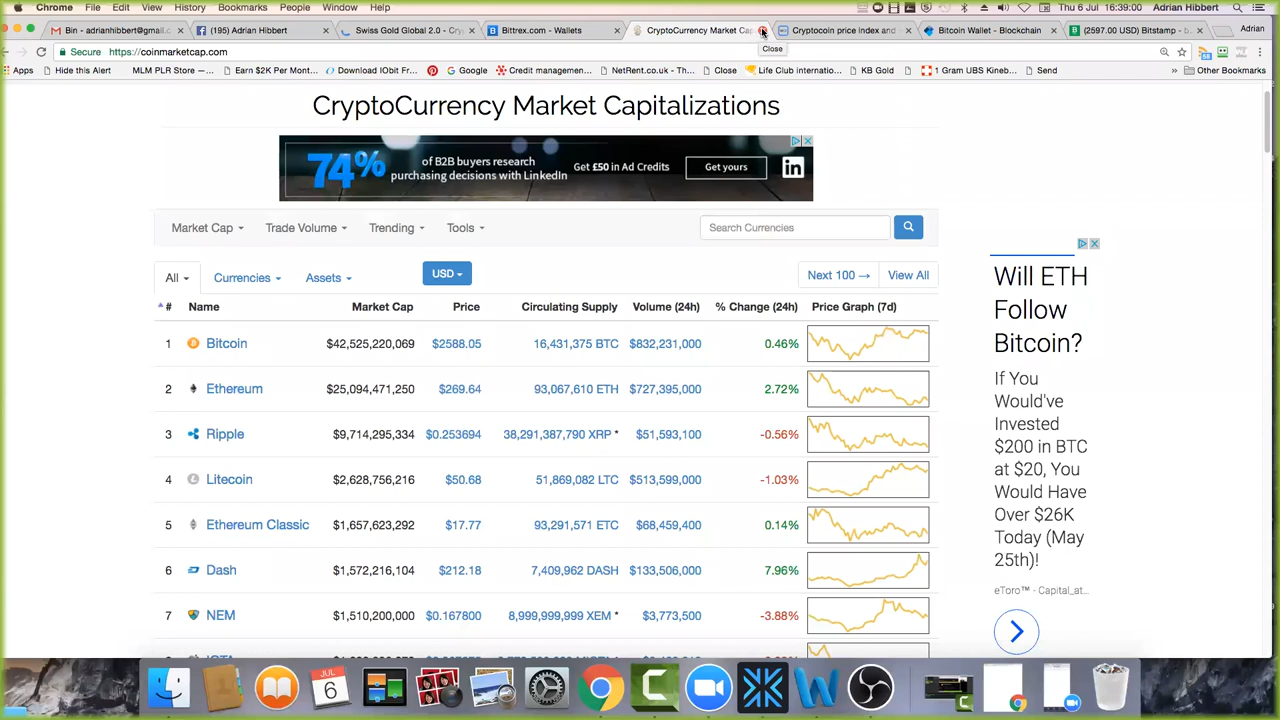 Chrome File Edit View History Bookmarks People Window Help Thu 6 Jul 16:39:00 Adrian Hibbert
Bin - adrianhibbert@gmail.c Adrian Hibbert Swiss Gold Global 2.0 - Cry Bittrex.com - Wallets CryptoCurrency Market Cap Cryptocoin price index and Bitcoin Wallet - Blockchain (2597.00 USD) Bitstamp - b Adrian
Close
Secure https://coinmarketcap.com
Apps MLM PLR Store — ... Earn $2K Per Mont... Download IObit Fr... Google Credit managemen... NetRent.co.uk - Th... Close Life Club internatio... KB Gold 1 Gram UBS Kineb... Send » Other Bookmarks
CryptoCurrency Market Capitalizations
74% of B2B buyers research
purchasing decisions with LinkedIn
Get £50 in Ad Credits Get yours in
Market Cap Trade Volume Trending Tools Search Currencies
All Currencies Assets USD Next 100 → View All
# Name Market Cap Price Circulating Supply Volume (24h) % Change (24h) Price Graph (7d)
1 Bitcoin $42,525,220,069 $2588.05 16,431,375 BTC $832,231,000 0.46%
2 Ethereum $25,094,471,250 $269.64 93,067,610 ETH $727,395,000 2.72%
3 Ripple $9,714,295,334 $0.253694 38,291,387,790 XRP * $51,593,100 -0.56%
4 Litecoin $2,628,756,216 $50.68 51,869,082 LTC $513,599,000 -1.03%
5 Ethereum Classic $1,657,623,292 $17.77 93,291,571 ETC $68,459,400 0.14%
6 Dash $1,572,216,104 $212.18 7,409,962 DASH $133,506,000 7.96%
7 NEM $1,510,200,000 $0.167800 8,999,999,999 XEM * $3,773,500 -3.88%
Will ETH
Follow
Bitcoin?
If You
Would've
Invested
$200 in BTC
at $20, You
Would Have
Over $26K
Today (May
25th)!
eToro™ - Capital_at...
JUL
6